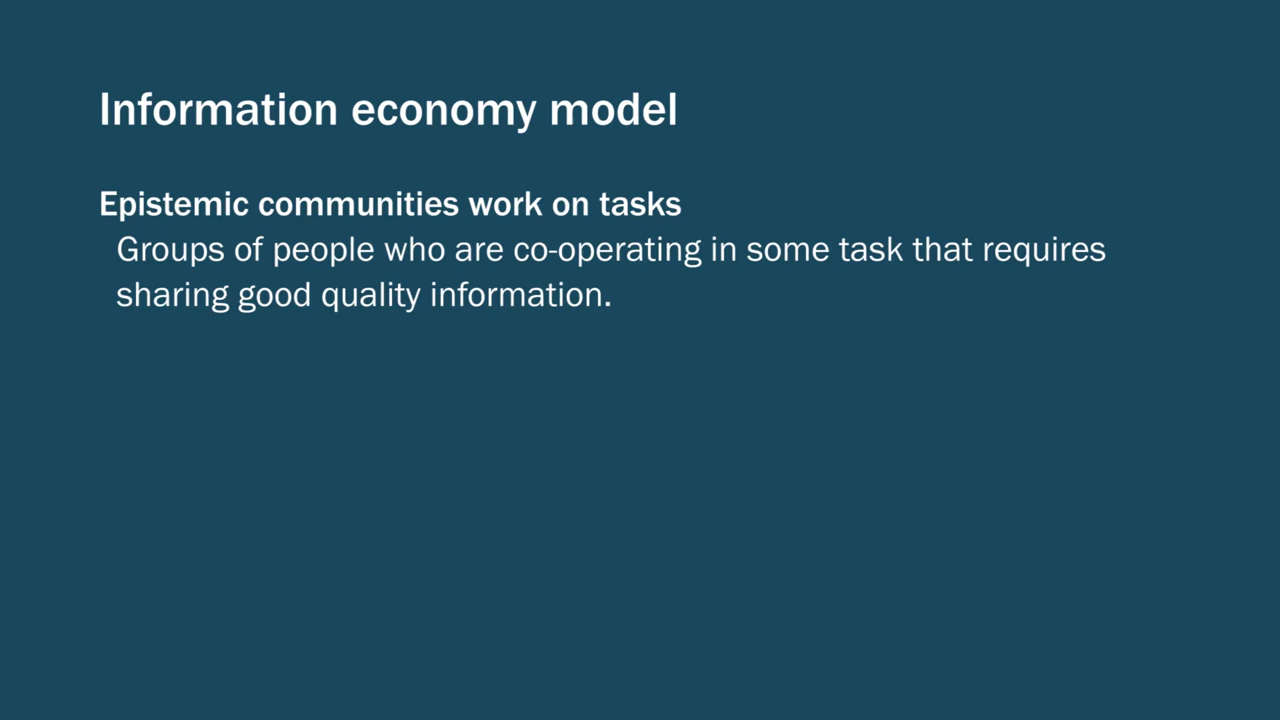 Information economy model
Epistemic communities work on tasks
Groups of people who are co-operating in some task that requires
sharing good quality information.